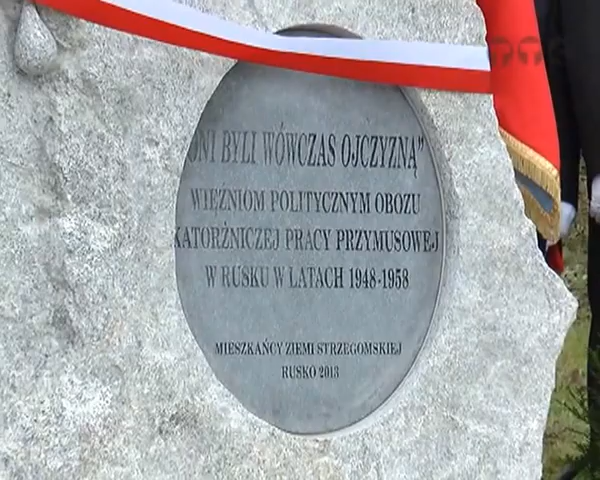 ONI BYLI WÓWCZAS OJCZYZNĄ”
WIĘŹNIOM POLITYCZNYM OBOZU
KATORŻNICZEJ PRACY PRZYMUSOWEJ
W RUSKU W LATACH 1948-1958
MIESZKAŃCY ZIEMI STRZEGOMSKIEJ
RUSKO 2013